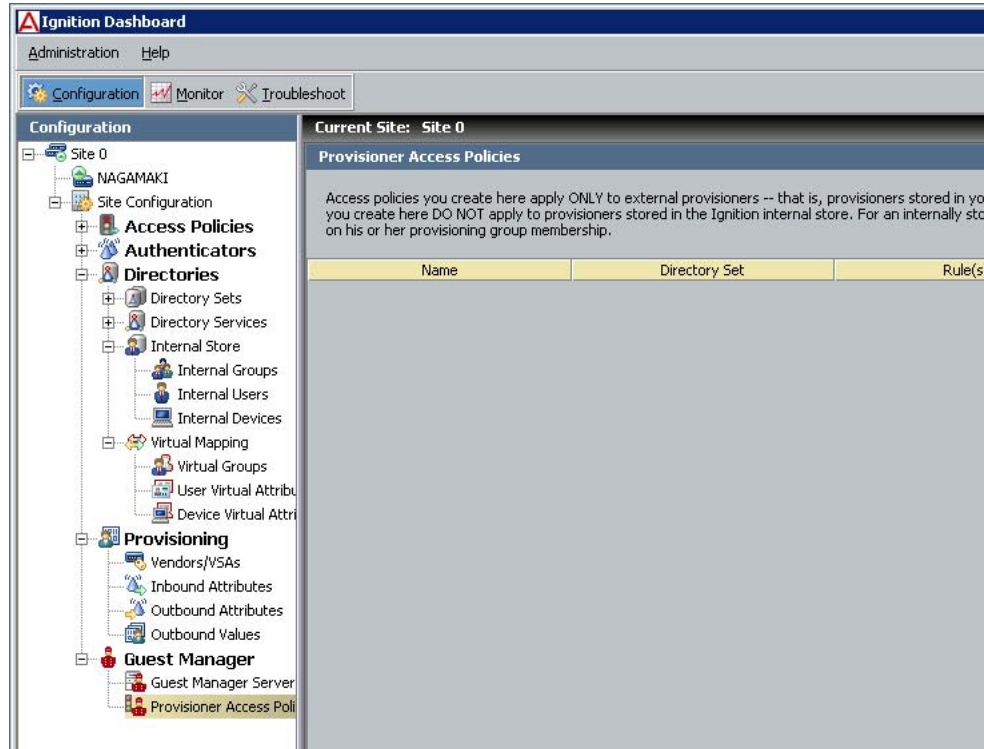 Ignition Dashboard
Administration Help
Configuration Monitor Troubleshoot
Configuration
Site 0
NAGAMAKI
Site Configuration
Access Policies
Authenticators
Directories
Directory Sets
Directory Services
Internal Store
Internal Groups
Internal Users
Internal Devices
Virtual Mapping
Virtual Groups
User Virtual Attribu
Device Virtual Attri
Provisioning
Vendors/VSAs
Inbound Attributes
Outbound Attributes
Outbound Values
Guest Manager
Guest Manager Server
Provisioner Access Poli
Current Site: Site 0
Provisioner Access Policies
Access policies you create here apply ONLY to external provisioners -- that is, provisioners stored in yo
you create here DO NOT apply to provisioners stored in the Ignition internal store. For an internally sto
on his or her provisioning group membership.
Name Directory Set Rule(s